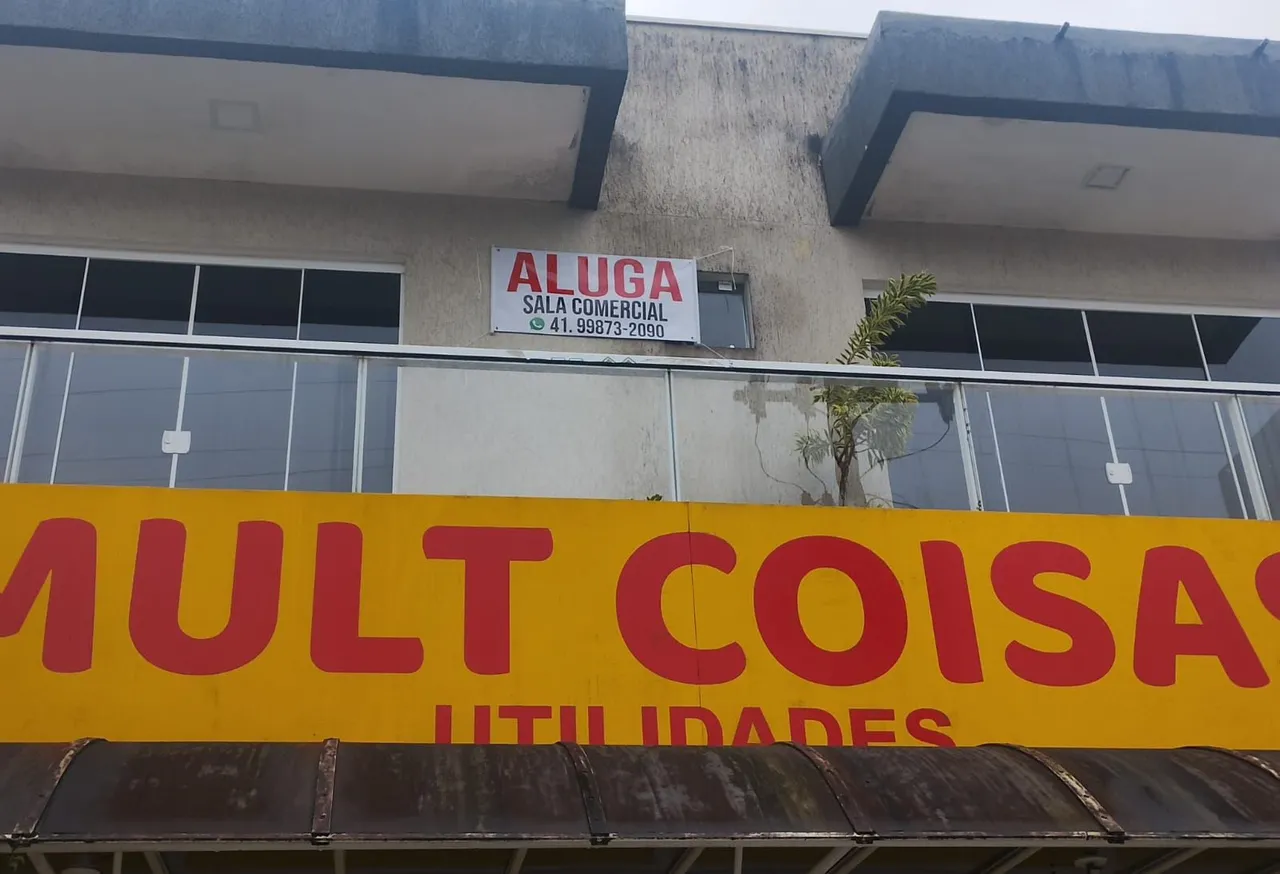 ALUGA
SALA COMERCIAL
41. 99873-2090
MULT COISAS
UTILIDADES